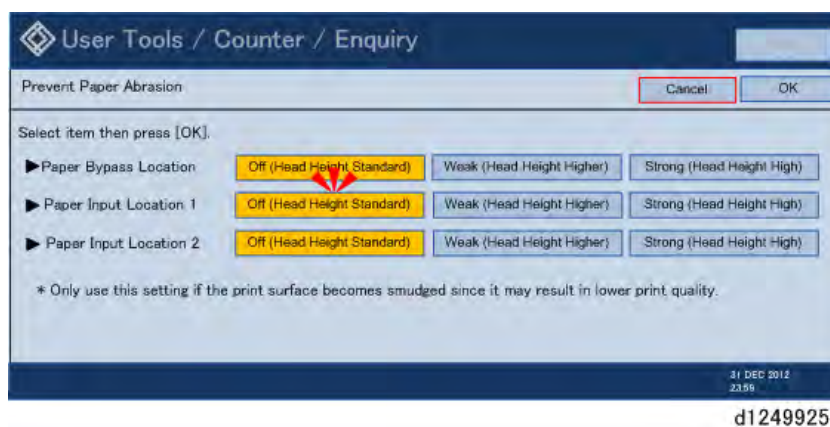 User Tools / Counter / Enquiry
Prevent Paper Abrasion Cancel OK
Select item then press [OK].
▶Paper Bypass Location Off (Head Height Standard) Weak (Head Height Higher) Strong (Head Height High)
▶ Paper Input Location 1 Off (Head Height Standard) Weak (Head Height Higher) Strong (Head Height High)
▶ Paper Input Location 2 Off (Head Height Standard) Weak (Head Height Higher) Strong (Head Height High)
* Only use this setting if the print surface becomes smudged since it may result in lower print quality.
31 DEC 2012
23:59
d1249925